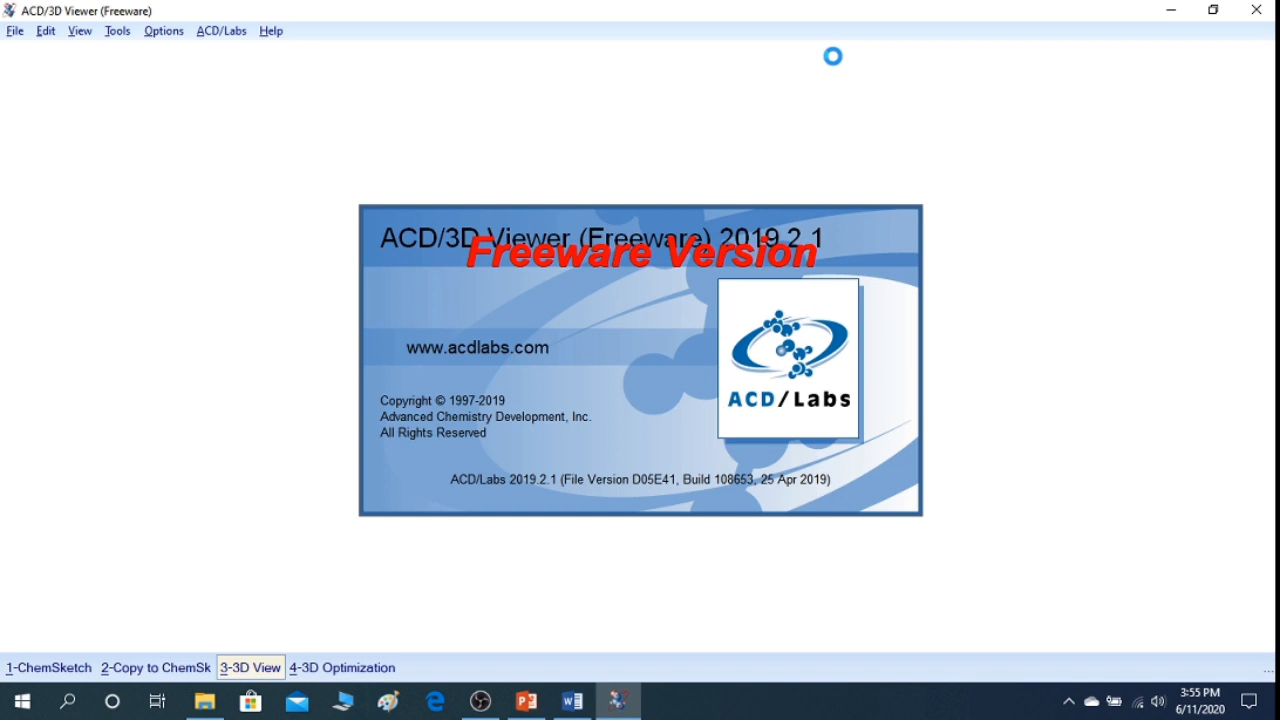 ACD/3D Viewer (Freeware)
File Edit View Tools Options ACD/Labs Help
ACD/3D Viewer (Freeware) 2019.2.1
Freeware Version
www.acdlabs.com
ACD/Labs
Copyright © 1997-2019
Advanced Chemistry Development, Inc.
All Rights Reserved
ACD/Labs 2019.2.1 (File Version D05E41, Build 108653, 25 Apr 2019)
1-ChemSketch 2-Copy to ChemSk 3-3D View 4-3D Optimization ...
3:55 PM
6/11/2020